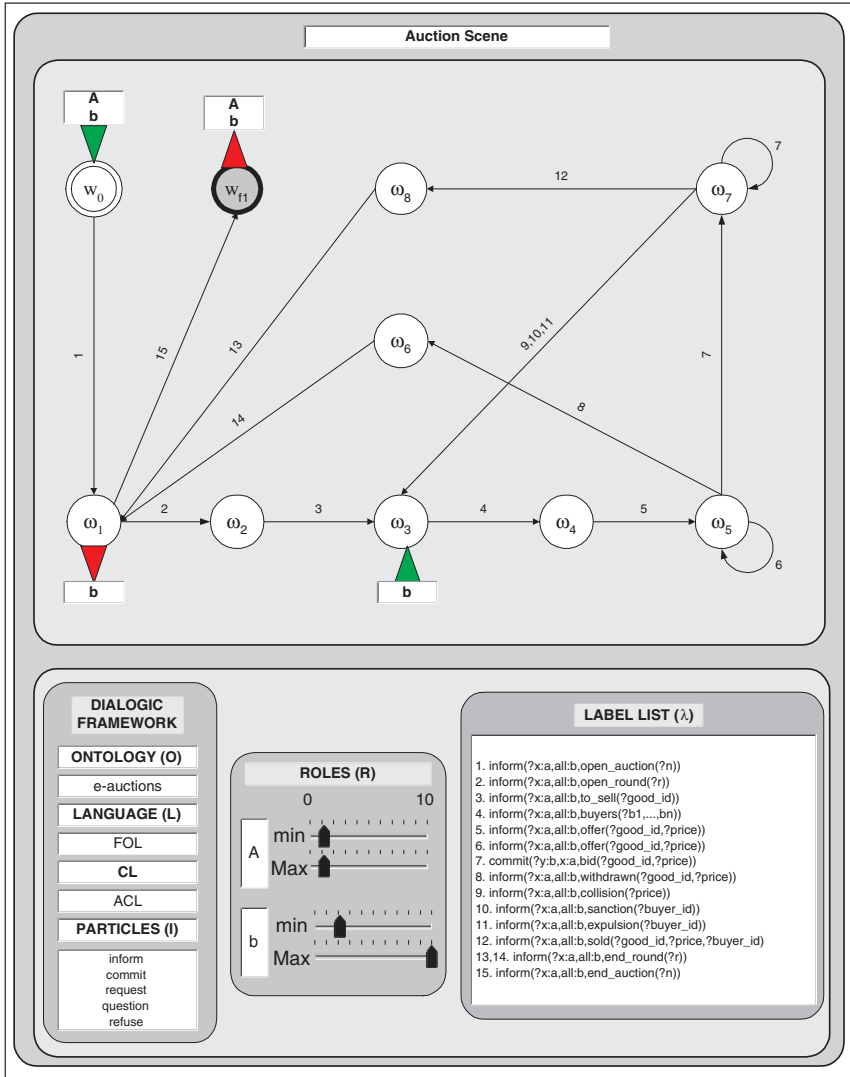 Auction Scene
A
b
A
b
w0
wf1
ω8
12
ω7
7
1
15
13
ω6
14
9,10,11
8
7
ω1
2
ω2
3
ω3
4
ω4
5
ω5
6
b
b
DIALOGIC
FRAMEWORK
ONTOLOGY (O)
e-auctions
LANGUAGE (L)
FOL
CL
ACL
PARTICLES (I)
inform
commit
request
question
refuse
ROLES (R)
0 10
A
min
Max
b
min
Max
LABEL LIST (λ)
1. inform(?x:a,all:b,open_auction(?n))
2. inform(?x:a,all:b,open_round(?r))
3. inform(?x:a,all:b,to_sell(?good_id))
4. inform(?x:a,all:b,buyers(?b1,...,bn))
5. inform(?x:a,all:b,offer(?good_id,?price))
6. inform(?x:a,all:b,offer(?good_id,?price))
7. commit(?y:b,x:a,bid(?good_id,?price))
8. inform(?x:a,all:b,withdrawn(?good_id,?price))
9. inform(?x:a,all:b,collision(?price))
10. inform(?x:a,all:b,sanction(?buyer_id))
11. inform(?x:a,all:b,expulsion(?buyer_id))
12. inform(?x:a,all:b,sold(?good_id,?price,?buyer_id)
13,14. inform(?x:a,all:b,end_round(?r))
15. inform(?x:a,all:b,end_auction(?n))